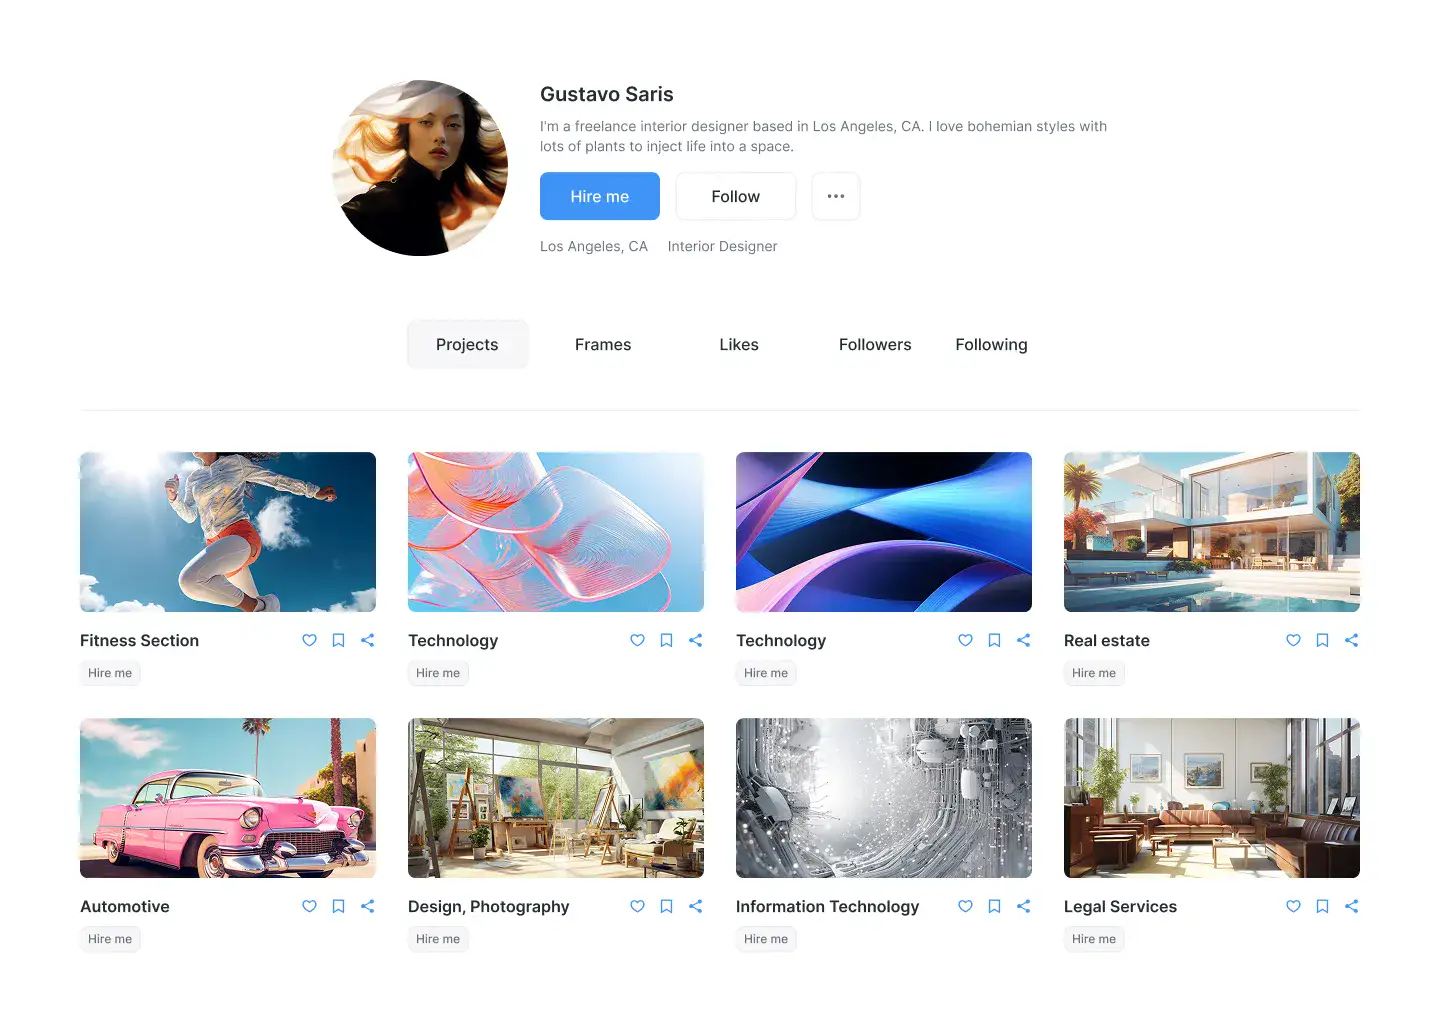 Gustavo Saris
I'm a freelance interior designer based in Los Angeles, CA. I love bohemian styles with
lots of plants to inject life into a space.
Hire me Follow
Los Angeles, CA Interior Designer
Projects Frames Likes Followers Following
Fitness Section Technology Technology Real estate
Hire me Hire me Hire me Hire me
Automotive Design, Photography Information Technology Legal Services
Hire me Hire me Hire me Hire me